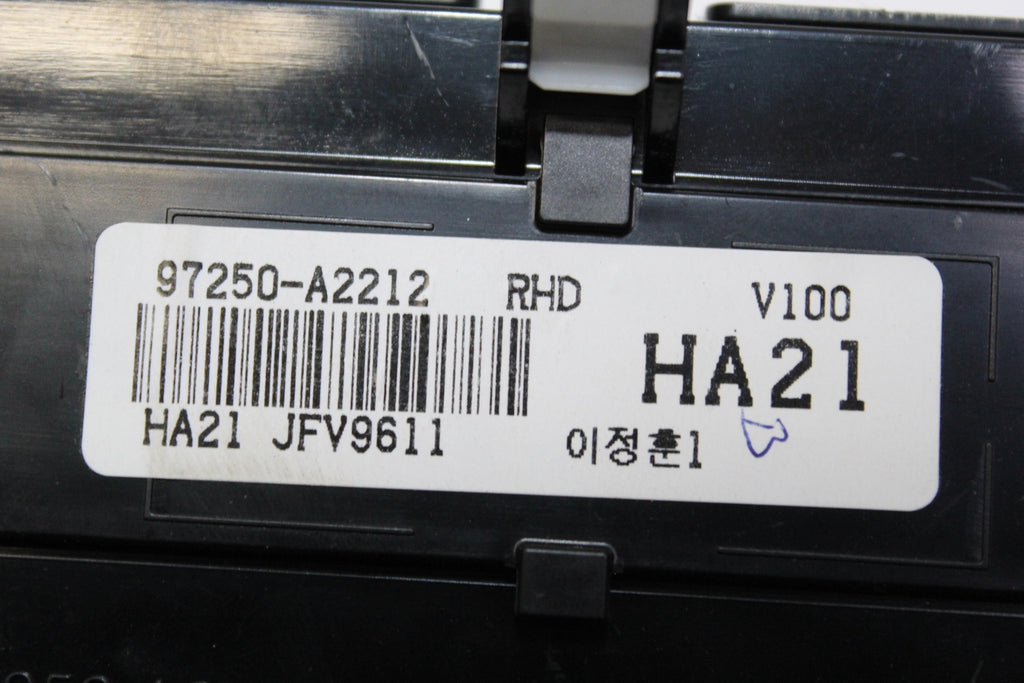 97250-A2212 RHD V100
HA21
HA21 JFV9611
이정훈1
B